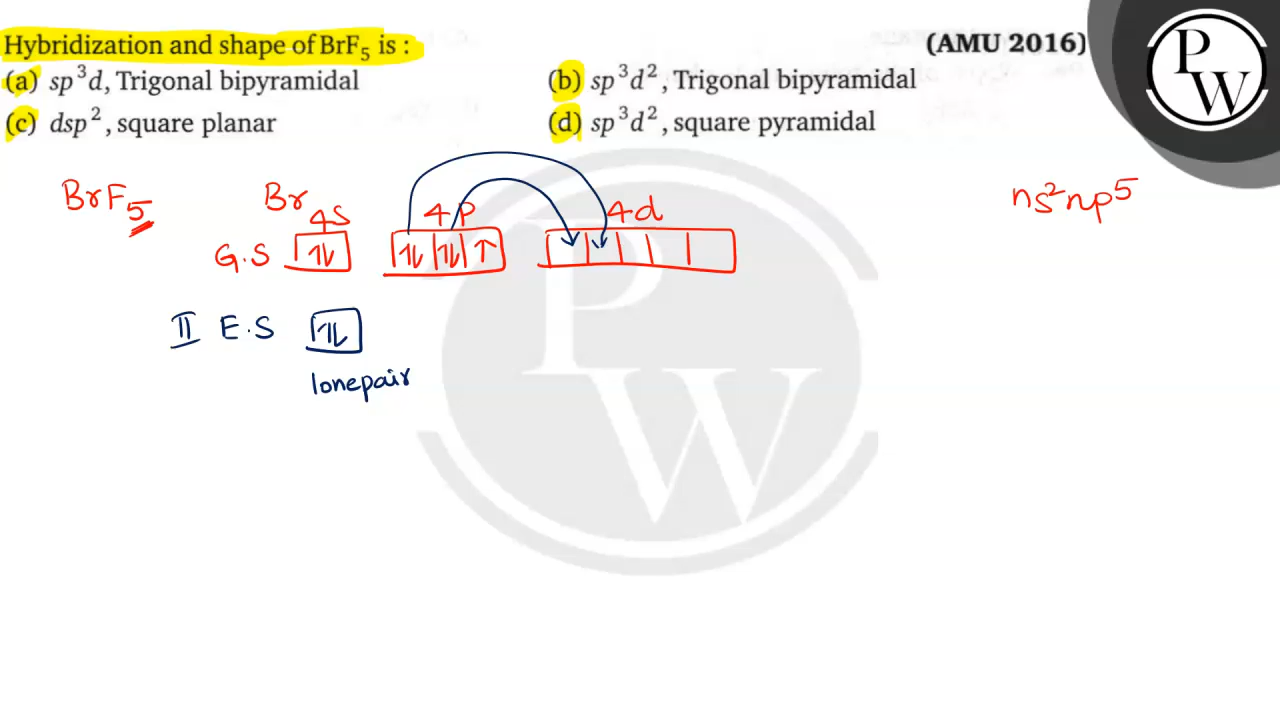 Hybridization and shape of BrF₅ is : (AMU 2016)
(a) sp³d, Trigonal bipyramidal (b) sp³d², Trigonal bipyramidal
(c) dsp², square planar (d) sp³d², square pyramidal
BrF₅ Br 4s 4p 4d ns²np⁵
G.S ⥮ ⥮ ⥮ ↑
II E.S ⥮
lonepair
P
W
P
W